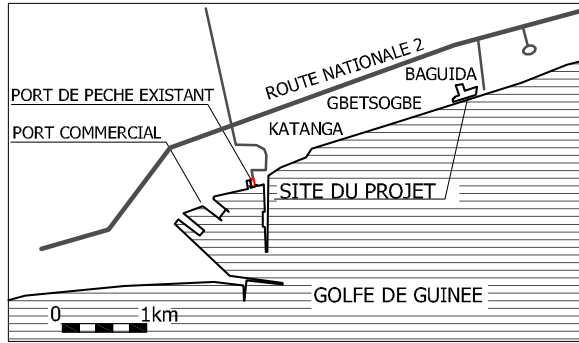 ROUTE NATIONALE 2
BAGUIDA
PORT DE PECHE EXISTANT
GBETSOGBE
PORT COMMERCIAL
KATANGA
SITE DU PROJET
GOLFE DE GUINEE
0 1km